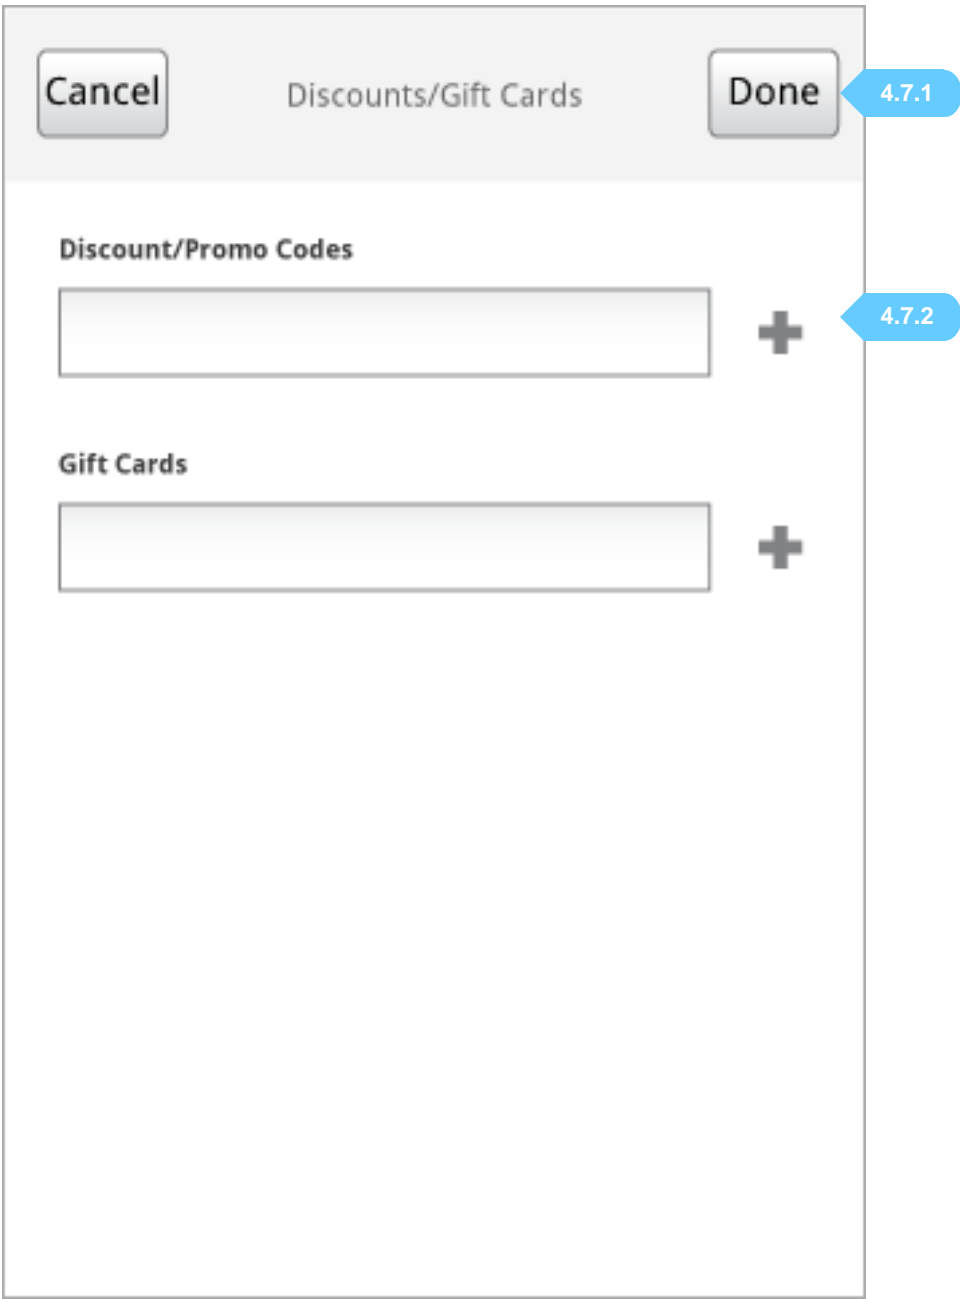 Cancel
Discounts/Gift Cards
Done
4.7.1
Discount/Promo Codes
4.7.2
Gift Cards